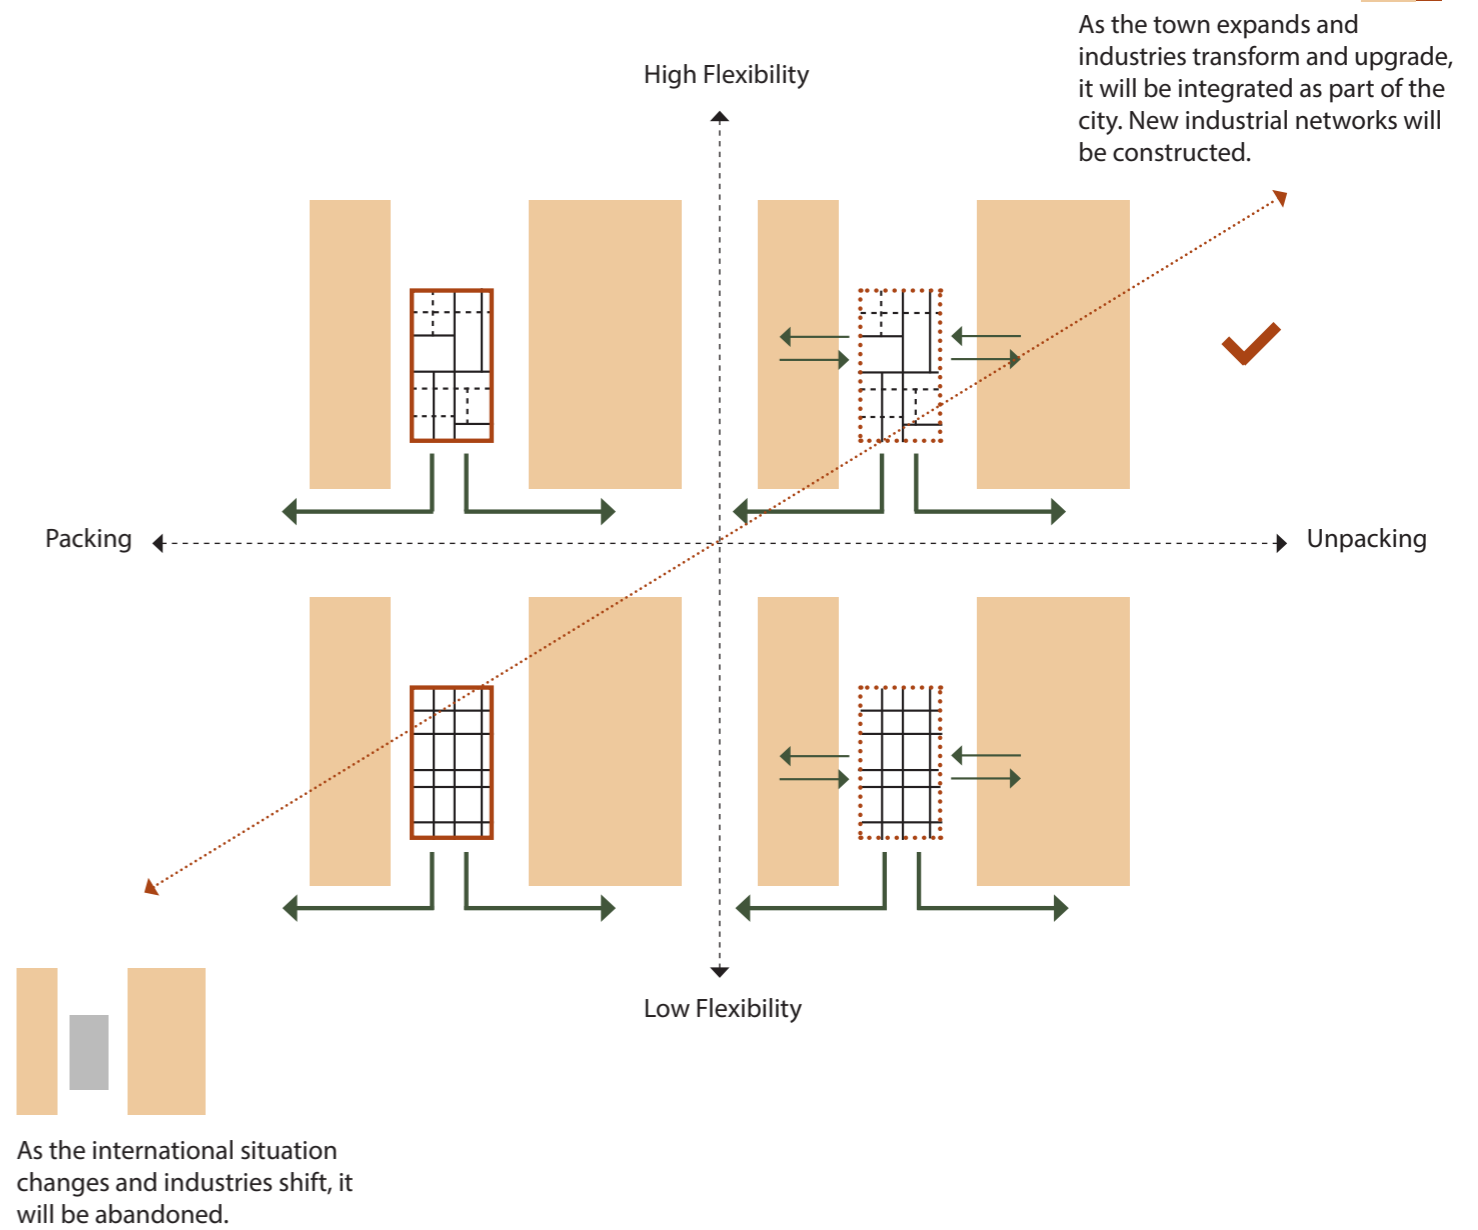 As the town expands and
industries transform and upgrade,
it will be integrated as part of the
city. New industrial networks will
be constructed.
High Flexibility
Packing
Unpacking
Low Flexibility
As the international situation
changes and industries shift, it
will be abandoned.